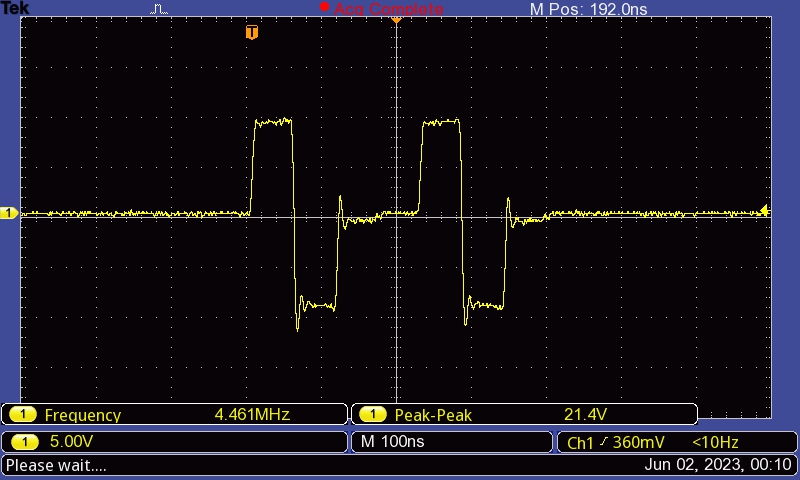 Tek Acq Complete M Pos: 192.0ns
T
1
1 Frequency 4.461MHz 1 Peak-Peak 21.4V
1 5.00V M 100ns Ch1 360mV <10Hz
Please wait.... Jun 02, 2023, 00:10